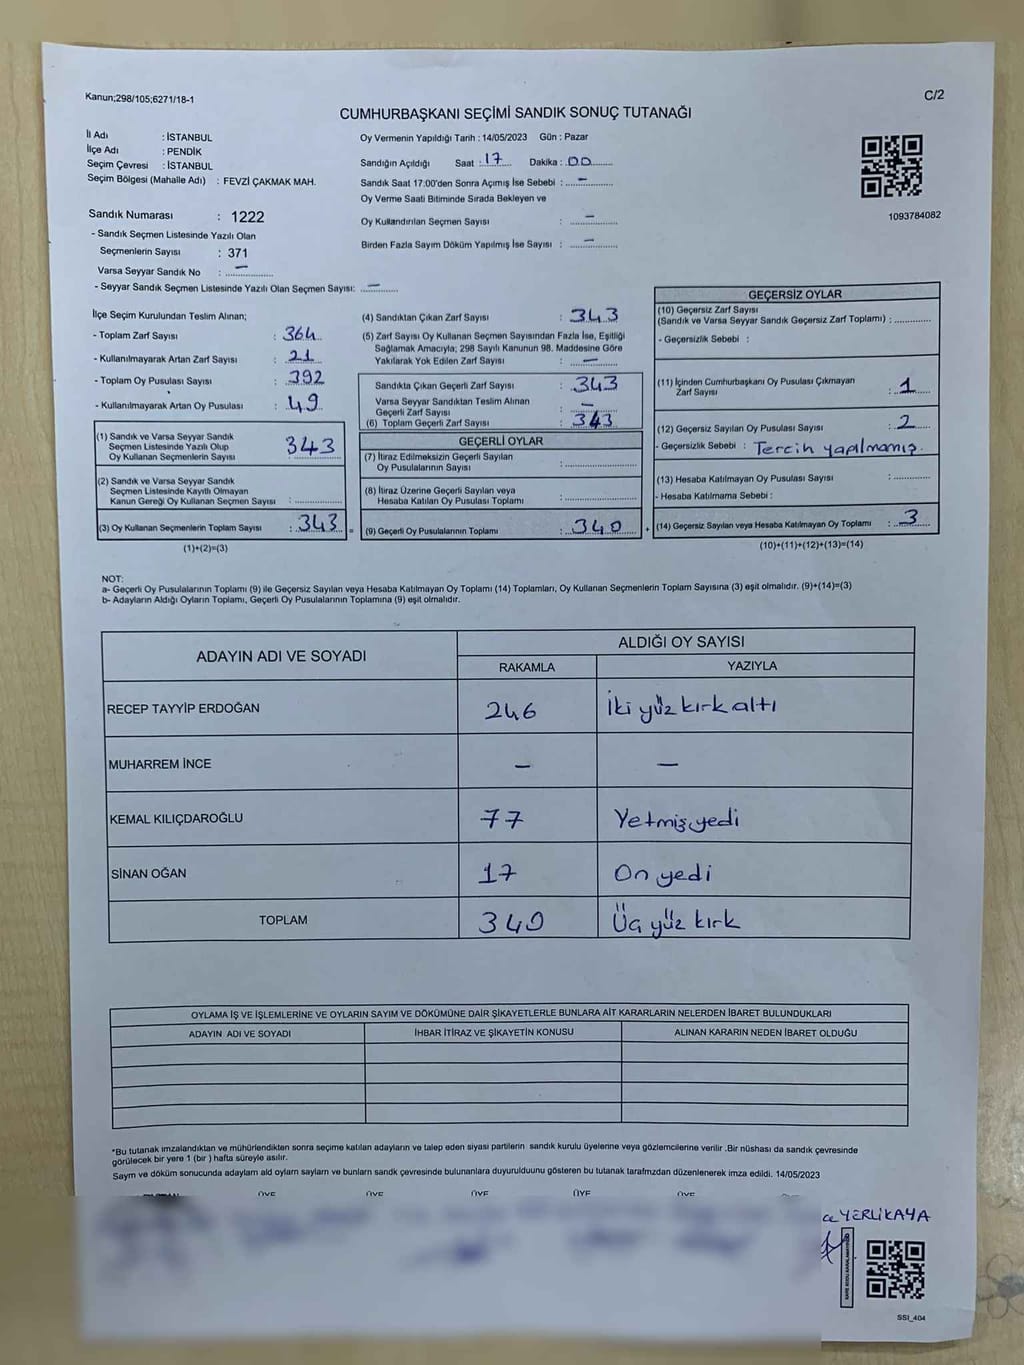 Kanun;298/105;6271/18-1
C/2
CUMHURBAŞKANI SEÇİMİ SANDIK SONUÇ TUTANAĞI
İl Adı : İSTANBUL
İlçe Adı : PENDİK
Seçim Çevresi : İSTANBUL
Seçim Bölgesi (Mahalle Adı) : FEVZİ ÇAKMAK MAH.
Sandık Numarası : 1222
- Sandık Seçmen Listesinde Yazılı Olan
Seçmenlerin Sayısı : 371
Varsa Seyyar Sandık No : –
- Seyyar Sandık Seçmen Listesinde Yazılı Olan Seçmen Sayısı: –
Oy Vermenin Yapıldığı Tarih : 14/05/2023 Gün : Pazar
Sandığın Açıldığı Saat : 17 Dakika : 00
Sandık Saat 17:00'den Sonra Açımış İse Sebebi : –
Oy Verme Saati Bitiminde Sırada Bekleyen ve
Oy Kullandırılan Seçmen Sayısı : –
Birden Fazla Sayım Döküm Yapılmış İse Sayısı : –
1093784082
İlçe Seçim Kurulundan Teslim Alınan;
- Toplam Zarf Sayısı : 364
- Kullanılmayarak Artan Zarf Sayısı : 21
- Toplam Oy Pusulası Sayısı : 392
- Kullanılmayarak Artan Oy Pusulası : 49
(1) Sandık ve Varsa Seyyar Sandık
Seçmen Listesinde Yazılı Olup
Oy Kullanan Seçmenlerin Sayısı : 343
(2) Sandık ve Varsa Seyyar Sandık
Seçmen Listesinde Kayıtlı Olmayan
Kanun Gereği Oy Kullanan Seçmen Sayısı :
(3) Oy Kullanan Seçmenlerin Toplam Sayısı : 343 =
(1)+(2)=(3)
(4) Sandıktan Çıkan Zarf Sayısı : 343
(5) Zarf Sayısı Oy Kullanan Seçmen Sayısından Fazla İse, Eşitliği
Sağlamak Amacıyla; 298 Sayılı Kanunun 98. Maddesine Göre
Yakılarak Yok Edilen Zarf Sayısı : –
Sandıkta Çıkan Geçerli Zarf Sayısı : 343
Varsa Seyyar Sandıktan Teslim Alınan
Geçerli Zarf Sayısı : –
(6) Toplam Geçerli Zarf Sayısı : 343
GEÇERLİ OYLAR
(7) İtiraz Edilmeksizin Geçerli Sayılan
Oy Pusulalarının Sayısı :
(8) İtiraz Üzerine Geçerli Sayılan veya
Hesaba Katılan Oy Pusulası Toplamı :
(9) Geçerli Oy Pusulalarının Toplamı : 340 +
GEÇERSİZ OYLAR
(10) Geçersiz Zarf Sayısı
(Sandık ve Varsa Seyyar Sandık Geçersiz Zarf Toplamı) :
- Geçersizlik Sebebi :
(11) İçinden Cumhurbaşkanı Oy Pusulası Çıkmayan
Zarf Sayısı : 1
(12) Geçersiz Sayılan Oy Pusulası Sayısı : 2
- Geçersizlik Sebebi : Tercih yapılmamış.
(13) Hesaba Katılmayan Oy Pusulası Sayısı :
- Hesaba Katılmama Sebebi :
(14) Geçersiz Sayılan veya Hesaba Katılmayan Oy Toplamı : 3
(10)+(11)+(12)+(13)=(14)
NOT:
a- Geçerli Oy Pusulalarının Toplamı (9) ile Geçersiz Sayılan veya Hesaba Katılmayan Oy Toplamı (14) Toplamları, Oy Kullanan Seçmenlerin Toplam Sayısına (3) eşit olmalıdır. (9)+(14)=(3)
b- Adayların Aldığı Oyların Toplamı, Geçerli Oy Pusulalarının Toplamına (9) eşit olmalıdır.
ADAYIN ADI VE SOYADI
ALDIĞI OY SAYISI
RAKAMLA YAZIYLA
RECEP TAYYİP ERDOĞAN 246 İki yüz kırk altı
MUHARREM İNCE – –
KEMAL KILIÇDAROĞLU 77 Yetmiş yedi
SİNAN OĞAN 17 On yedi
TOPLAM 340 Üç yüz kırk
OYLAMA İŞ VE İŞLEMLERİNE VE OYLARIN SAYIM VE DÖKÜMÜNE DAİR ŞİKAYETLERLE BUNLARA AİT KARARLARIN NELERDEN İBARET BULUNDUKLARI
ADAYIN ADI VE SOYADI İHBAR İTİRAZ VE ŞİKAYETİN KONUSU ALINAN KARARIN NEDEN İBARET OLDUĞU
*Bu tutanak imzalandıktan ve mühürlendikten sonra seçime katılan adayların ve talep eden siyasi partilerin sandık kurulu üyelerine veya gözlemcilerine verilir .Bir nüshası da sandık çevresinde
görülecek bir yere 1 (bir ) hafta süreyle asılır.
Sayım ve döküm sonucunda adaylam ald oylarn saylarn ve bunlarn sandk çevresinde bulunanlara duyurulduunu gösteren bu tutanak tarafmzdan düzenlenerek imza edildi. 14/05/2023
ÜYE ÜYE ÜYE ÜYE ÜYE
YERLİKAYA
SSI_404